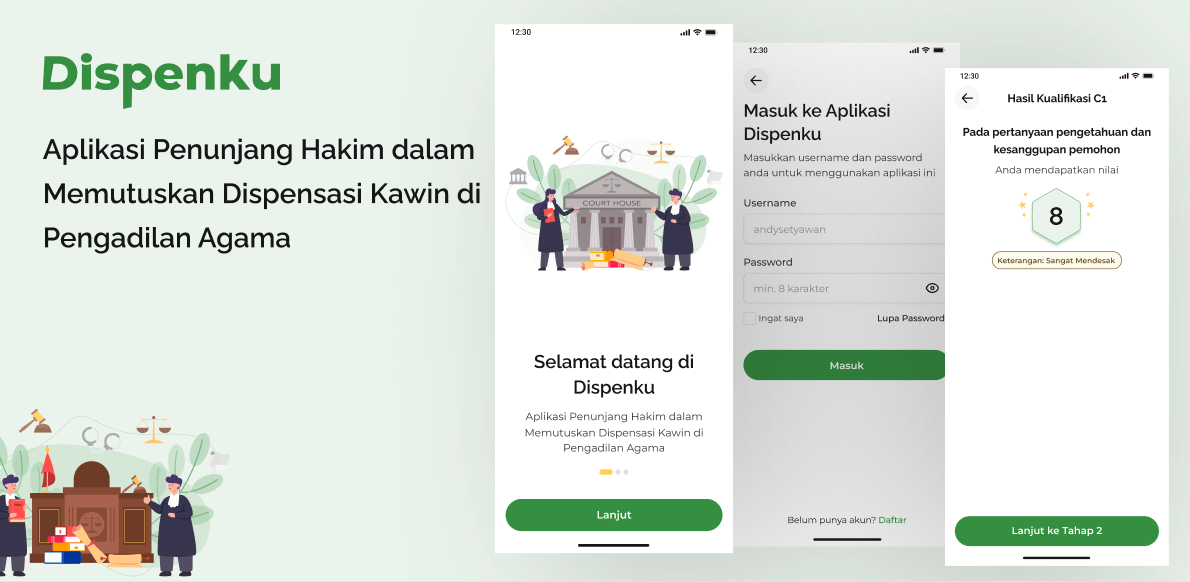 Dispenku
Aplikasi Penunjang Hakim dalam
Memutuskan Dispensasi Kawin di
Pengadilan Agama
12:30
COURT HOUSE
Selamat datang di
Dispenku
Aplikasi Penunjang Hakim dalam
Memutuskan Dispensasi Kawin di
Pengadilan Agama
Lanjut
12:30
Masuk ke Aplikasi
Dispenku
Masukkan username dan password
anda untuk menggunakan aplikasi ini
Username
andysetyawan
Password
min. 8 karakter
Ingat saya
Lupa Password
Masuk
Belum punya akun? Daftar
12:30
Hasil Kualifikasi C1
Pada pertanyaan pengetahuan dan
kesanggupan pemohon
Anda mendapatkan nilai
8
Keterangan: Sangat Mendesak
Lanjut ke Tahap 2